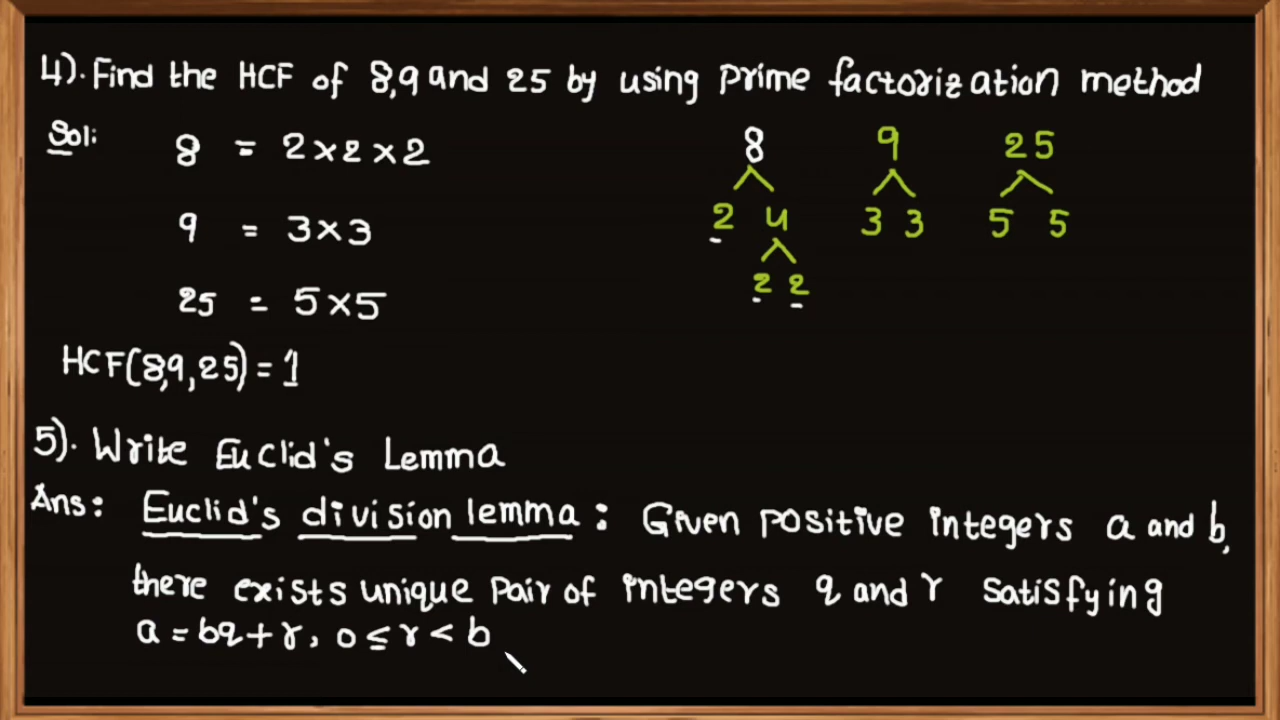 4). Find the HCF of 8,9 and 25 by using prime factorization method
Sol:
8 = 2×2×2
9 = 3×3
25 = 5×5
HCF(8,9,25) = 1
8
2 4
2 2
9
3 3
25
5 5
5). Write Euclid's Lemma
Ans: Euclid's division lemma: Given positive integers a and b,
there exists unique pair of integers q and r satisfying
a = bq + r, 0 ≤ r < b